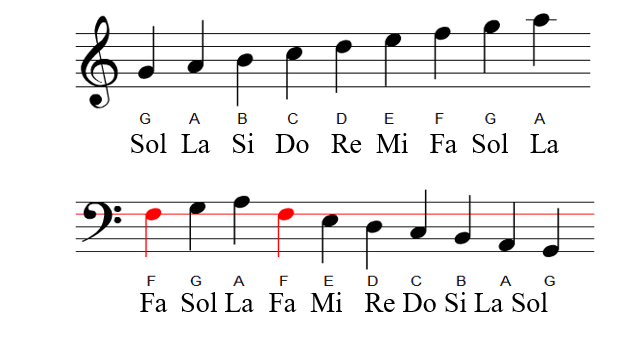 G A B C D E F G A
Sol La Si Do Re Mi Fa Sol La
F G A F E D C B A G
Fa Sol La Fa Mi Re Do Si La Sol